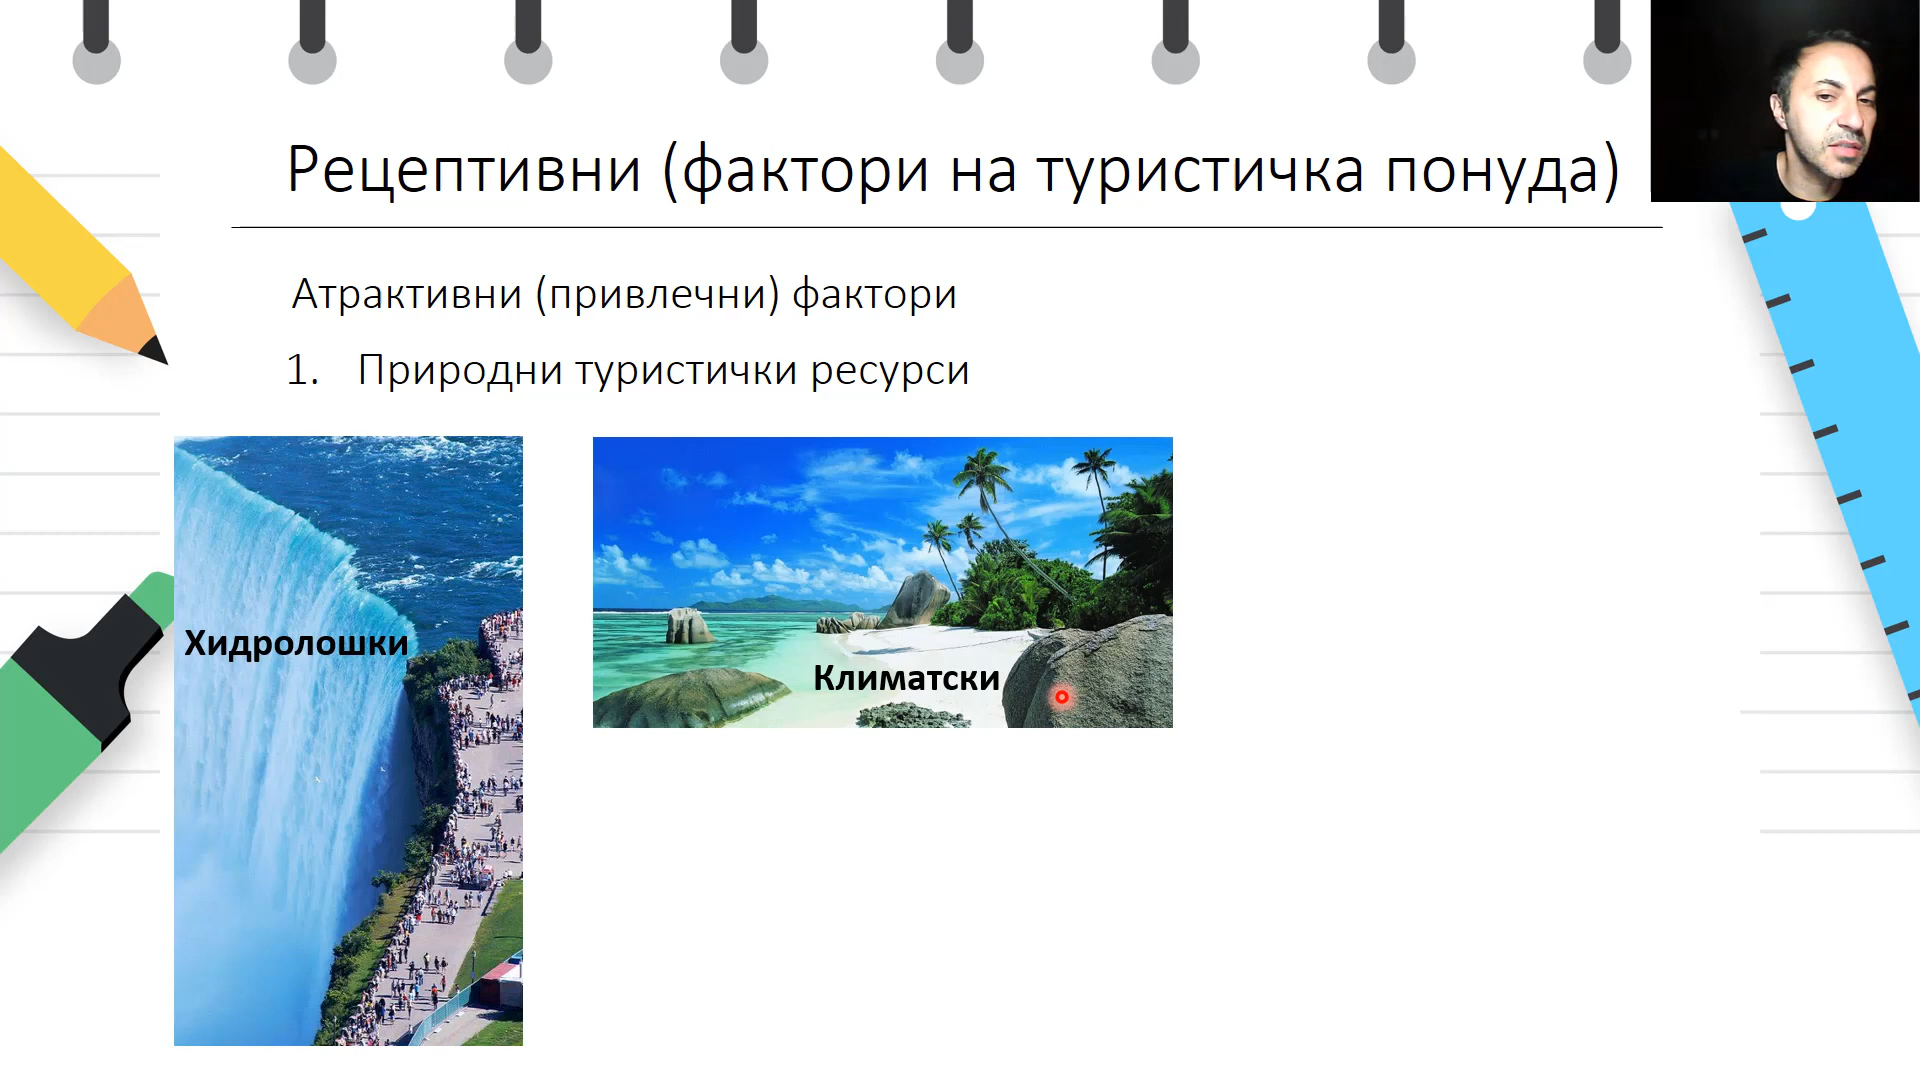 Рецептивни (фактори на туристичка понуда)
Атрактивни (привлечни) фактори
1. Природни туристички ресурси
Хидролошки
Климатски